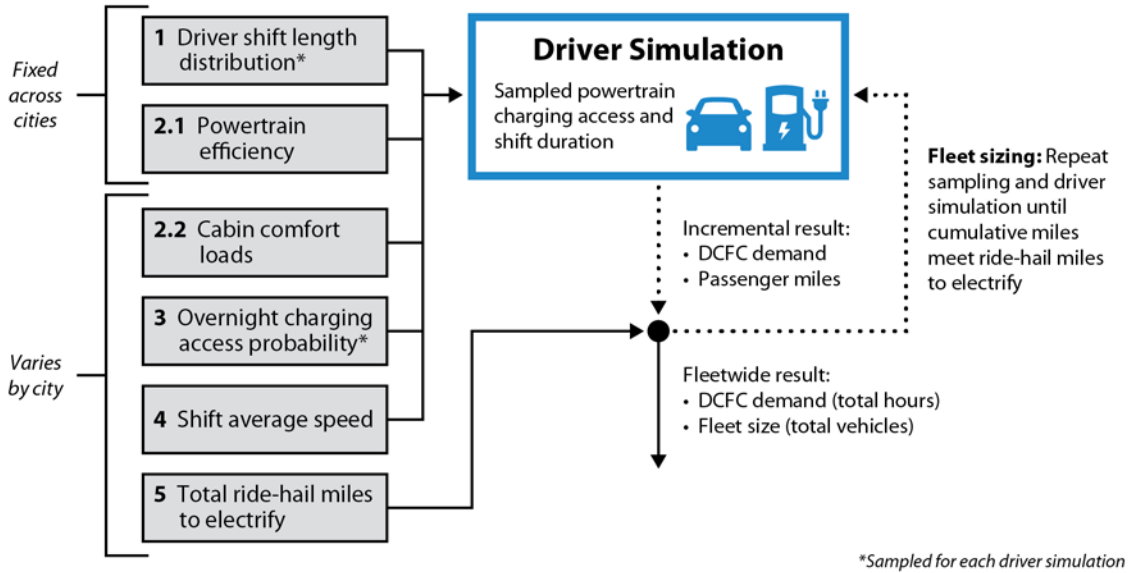 Fixed
across
cities
1 Driver shift length
distribution*
2.1 Powertrain
efficiency
Varies
by city
2.2 Cabin comfort
loads
3 Overnight charging
access probability*
4 Shift average speed
5 Total ride-hail miles
to electrify
Driver Simulation
Sampled powertrain
charging access and
shift duration
Incremental result:
• DCFC demand
• Passenger miles
Fleet sizing: Repeat
sampling and driver
simulation until
cumulative miles
meet ride-hail miles
to electrify
Fleetwide result:
• DCFC demand (total hours)
• Fleet size (total vehicles)
*Sampled for each driver simulation